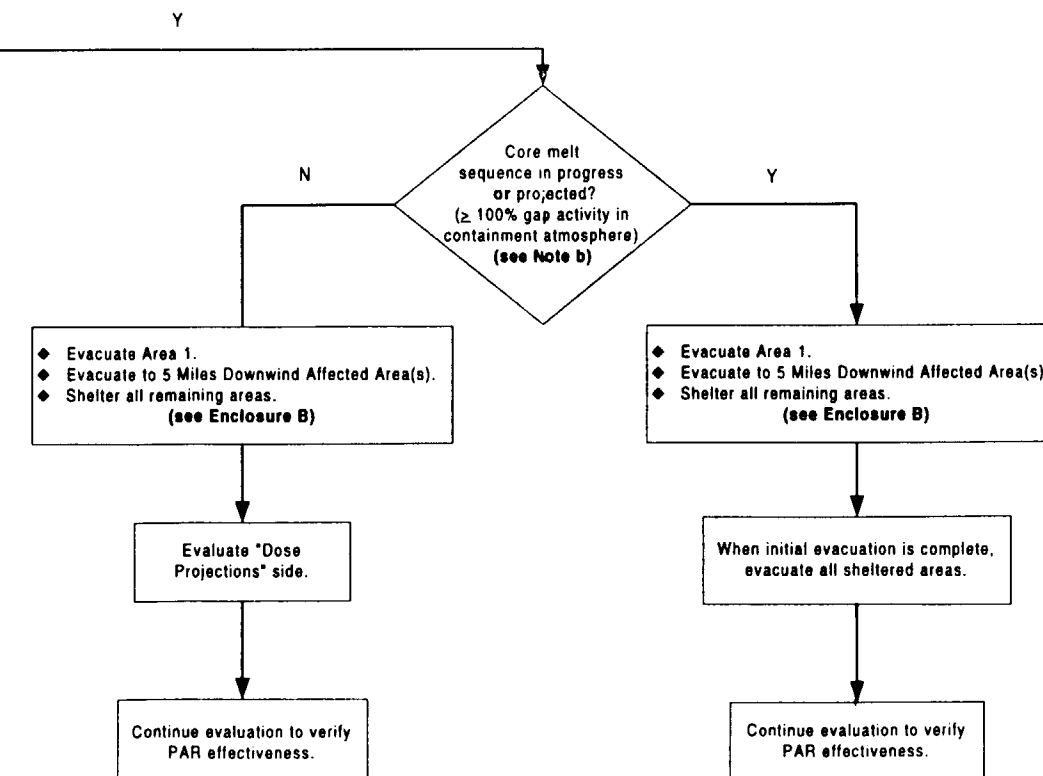 Y
Core melt
sequence in progress
or projected?
(≥ 100% gap activity in
containment atmosphere)
(see Note b)
N
Y
◆ Evacuate Area 1.
◆ Evacuate to 5 Miles Downwind Affected Area(s).
◆ Shelter all remaining areas.
(see Enclosure B)
◆ Evacuate Area 1.
◆ Evacuate to 5 Miles Downwind Affected Area(s)
◆ Shelter all remaining areas.
(see Enclosure B)
Evaluate "Dose
Projections" side.
When initial evacuation is complete,
evacuate all sheltered areas.
Continue evaluation to verify
PAR effectiveness.
Continue evaluation to verify
PAR effectiveness.